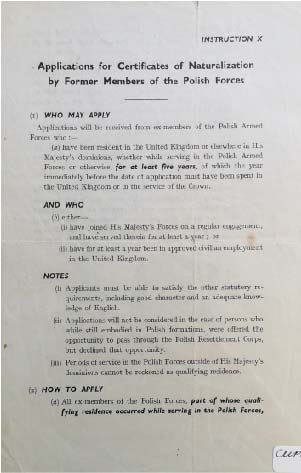 INSTRUCTION X
Applications for Certificates of Naturalization
by Former Members of the Polish Forces
(1) WHO MAY APPLY
Applications will be received from ex-members of the Polish Armed
Forces who :—
(a) have been resident in the United Kingdom or elsewhere in His
Majesty's dominions, whether while serving in the Polish Armed
Forces or otherwise, for at least five years, of which the year
immediately before the date of application must have been spent in
the United Kingdom or in the service of the Crown.
AND WHO
(b) either—
(i) have joined His Majesty's Forces on a regular engagement,
and have served therein for at least a year ; or
(ii) have for at least a year been in approved civilian employment
in the United Kingdom.
NOTES
(i) Applicants must be able to satisfy the other statutory re-
quirements, including good character and an adequate know-
ledge of English.
(ii) Applications will not be considered in the case of persons who
while still embodied in Polish formations, were offered the
opportunity to pass through the Polish Resettlement Corps,
but declined that opportunity.
(iii) Periods of service in the Polish Forces outside of His Majesty's
dominions cannot be reckoned as qualifying residence.
(2) HOW TO APPLY
(a) All ex-members of the Polish Forces, part of whose quali-
fying residence occurred while serving in the Polish Forces,